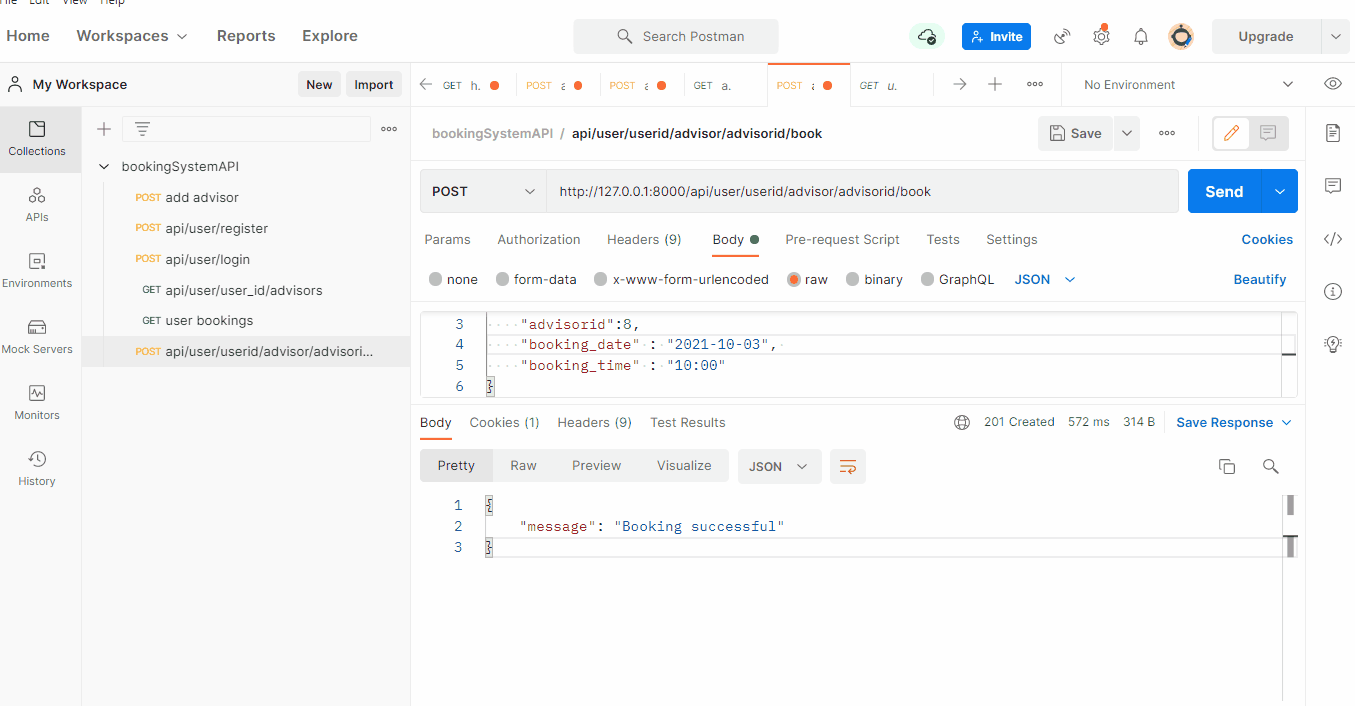 File Edit View Help
Home Workspaces Reports Explore Search Postman Invite Upgrade
My Workspace New Import GET h. POST a POST a GET a. POST a GET u. No Environment
Collections
APIs
Environments
Mock Servers
Monitors
History
bookingSystemAPI
POST add advisor
POST api/user/register
POST api/user/login
GET api/user/user_id/advisors
GET user bookings
POST api/user/userid/advisor/advisori...
bookingSystemAPI / api/user/userid/advisor/advisorid/book Save
POST http://127.0.0.1:8000/api/user/userid/advisor/advisorid/book Send
Params Authorization Headers (9) Body Pre-request Script Tests Settings Cookies
none form-data x-www-form-urlencoded raw binary GraphQL JSON Beautify
3 "advisorid":8,
4 "booking_date" : "2021-10-03",
5 "booking_time" : "10:00"
6 }
Body Cookies (1) Headers (9) Test Results 201 Created 572 ms 314 B Save Response
Pretty Raw Preview Visualize JSON
1 {
2 "message": "Booking successful"
3 }